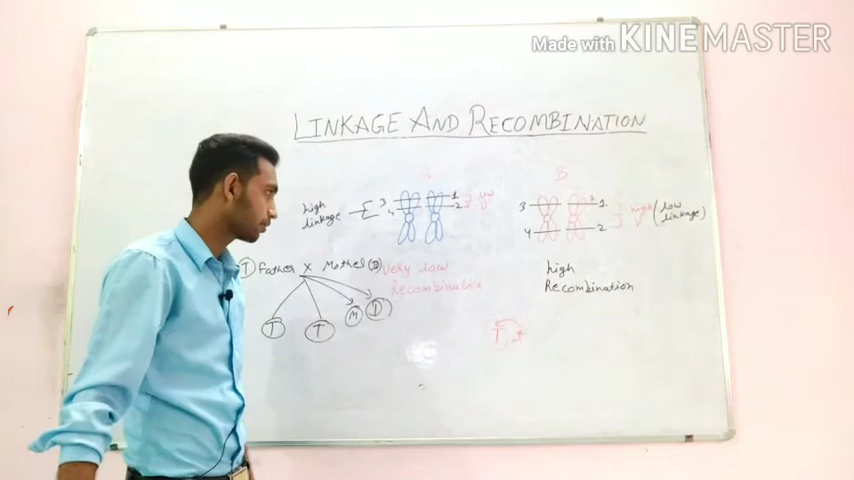 Made with KINEMASTER
LINKAGE AND RECOMBINATION
high linkage
3
4
1
2
low
B
3
4
1
2
high
(low linkage)
Father X Mother (D)
Very low
Recombination
high
Recombination
T
T
M
D